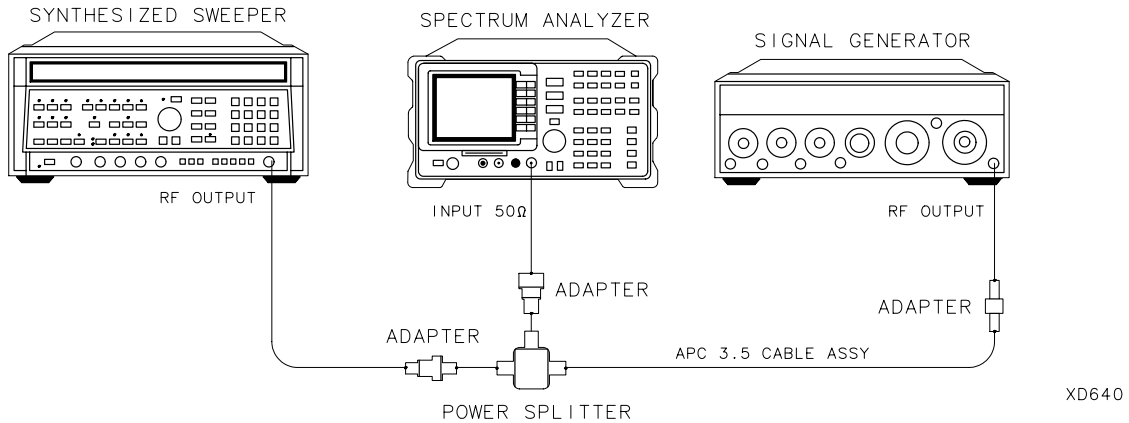 SYNTHESIZED SWEEPER
SPECTRUM ANALYZER
SIGNAL GENERATOR
RF OUTPUT
INPUT 50Ω
RF OUTPUT
ADAPTER
ADAPTER
ADAPTER
APC 3.5 CABLE ASSY
XD640
POWER SPLITTER